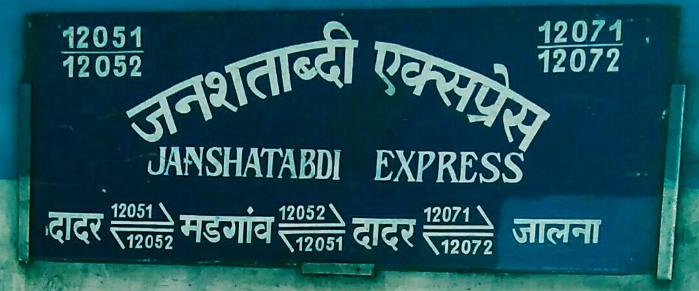 12051 12071
12052 12072
जनशताब्दी एक्सप्रेस
JANSHATABDI EXPRESS
दादर 12051 मडगांव 12052 दादर 12071 जालना
12052 12051 12072